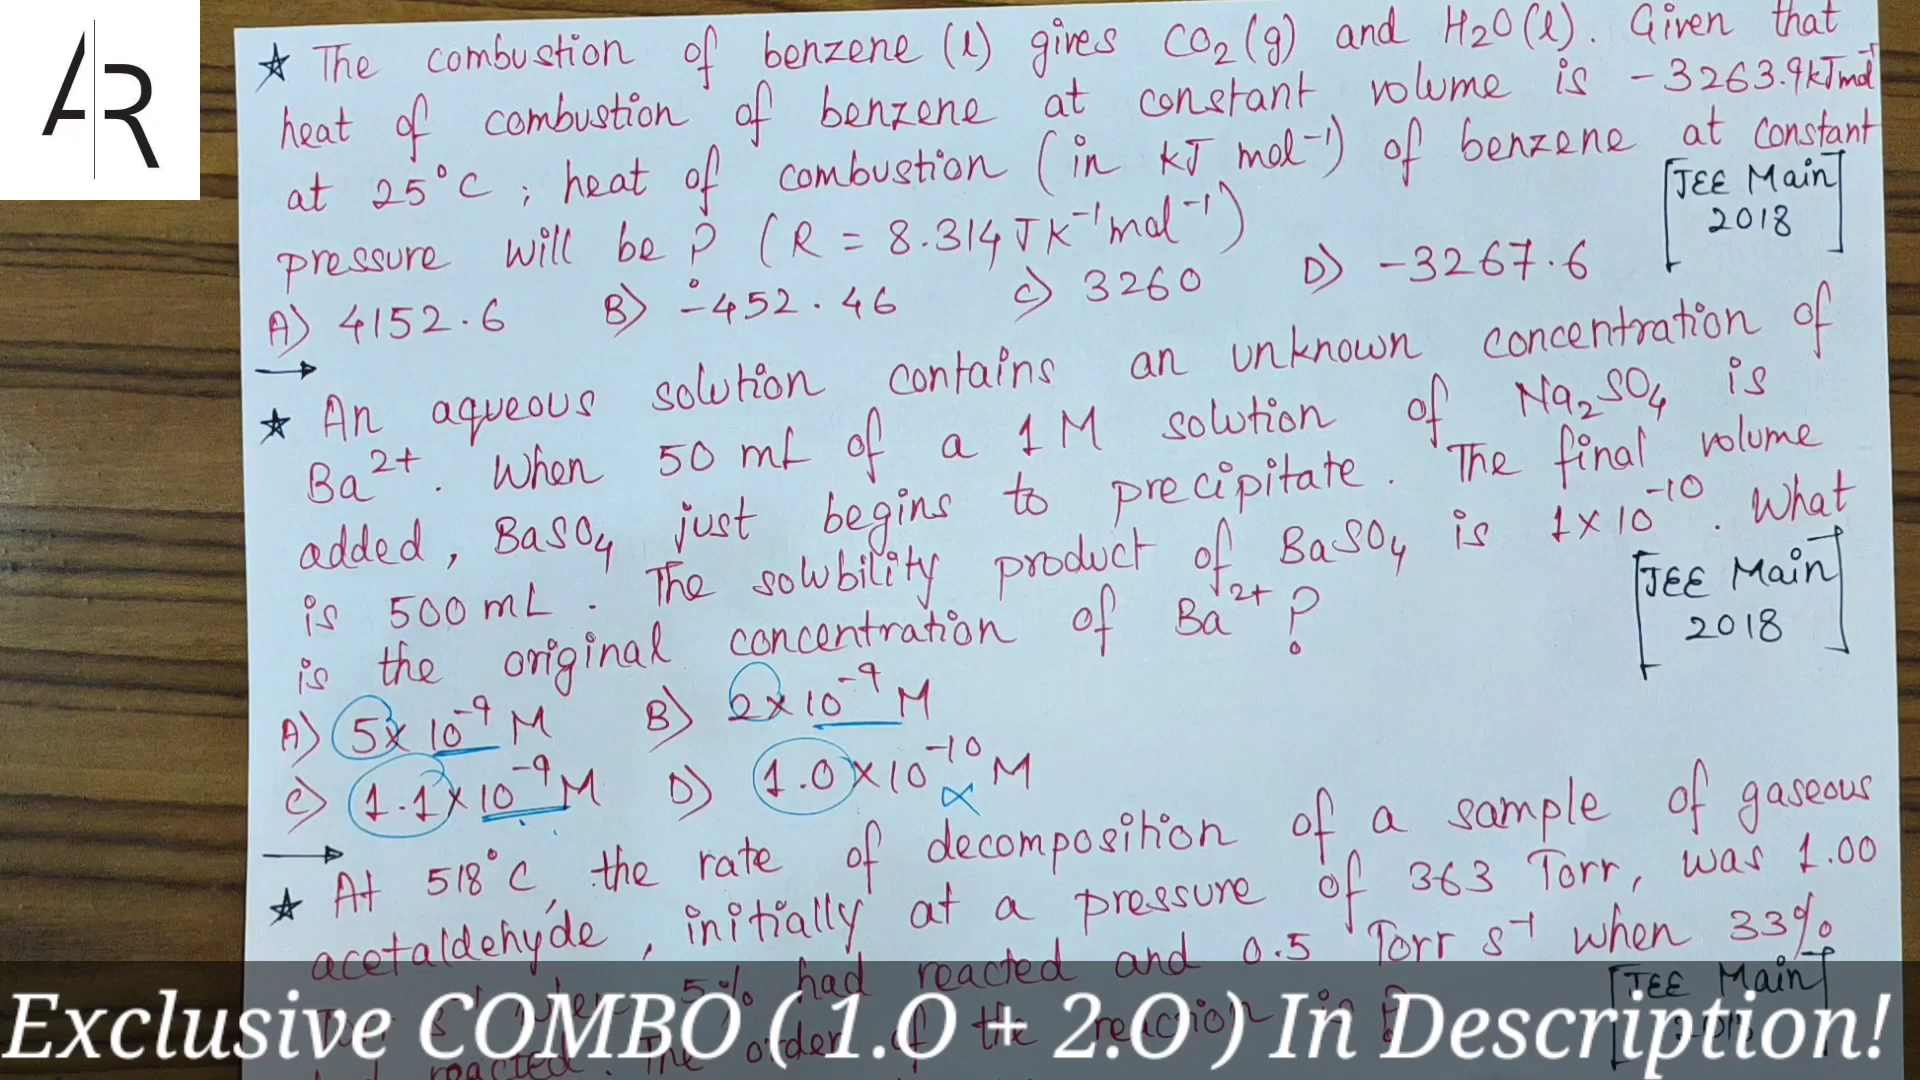 AR
★ The combustion of benzene (l) gives CO2 (g) and H2O (l). Given that
heat of combustion of benzene at constant volume is -3263.9 kJ mol-1
at 25°C ; heat of combustion (in kJ mol-1) of benzene at constant
pressure will be ? (R = 8.314 J K-1 mol-1)
[JEE Main 2018]
A) 4152.6 B) -452.46 C) 3260 D) -3267.6
★ An aqueous solution contains an unknown concentration of
Ba2+. When 50 mL of a 1 M solution of Na2SO4 is
added, BaSO4 just begins to precipitate. The final volume
is 500 mL. The solubility product of BaSO4 is 1 x 10-10. What
is the original concentration of Ba2+ ?
[JEE Main 2018]
A) 5 x 10-9 M B) 2 x 10-9 M
C) 1.1 x 10-9 M D) 1.0 x 10-10 M
★ At 518°C, the rate of decomposition of a sample of gaseous
acetaldehyde, initially at a pressure of 363 Torr, was 1.00
5% had reacted and 0.5 Torr s-1 when 33%
reacted. The order of the reaction
[JEE Main
Exclusive COMBO ( 1.O + 2.O ) In Description!